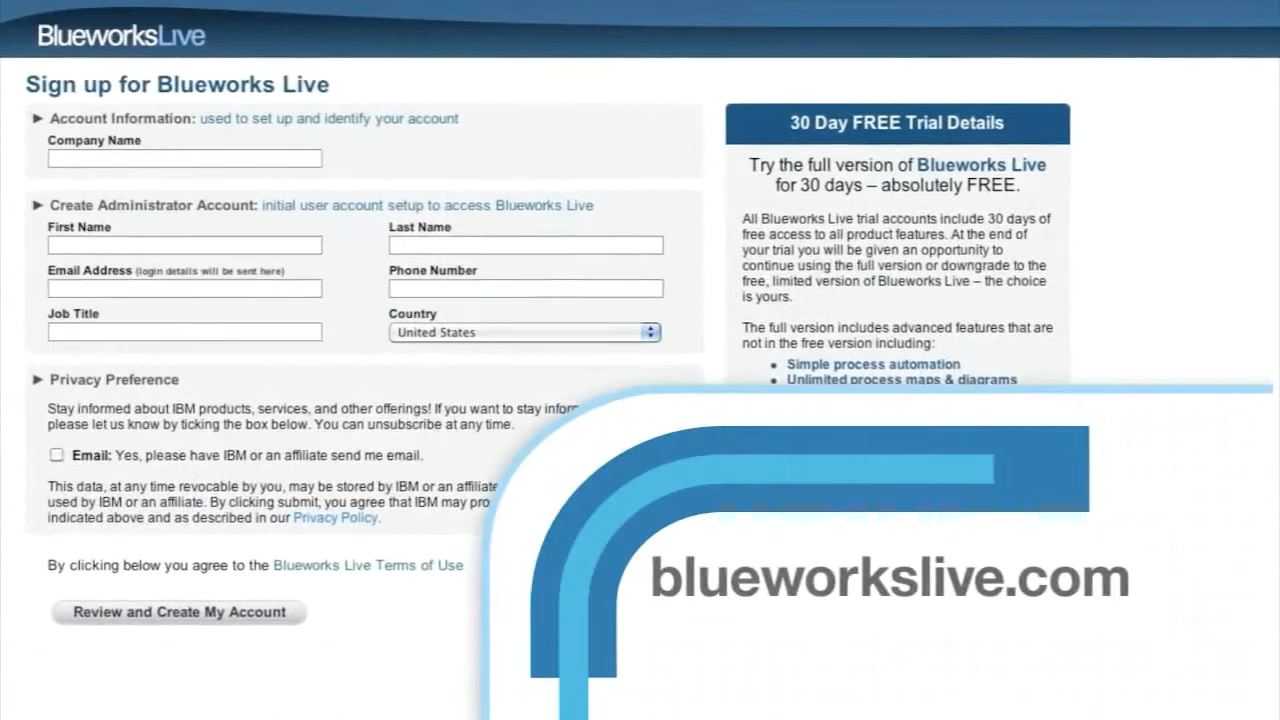 BlueworksLive
Sign up for Blueworks Live
Account Information: used to set up and identify your account
Company Name
Create Administrator Account: initial user account setup to access Blueworks Live
First Name
Last Name
Email Address (login details will be sent here)
Phone Number
Job Title
Country
United States
Privacy Preference
Stay informed about IBM products, services, and other offerings! If you want to stay
please let us know by ticking the box below. You can unsubscribe at any time.
Email: Yes, please have IBM or an affiliate send me email.
This data, at any time revocable by you, may be stored by IBM or an affiliate
used by IBM or an affiliate. By clicking submit, you agree that IBM may
indicated above and as described in our Privacy Policy.
By clicking below you agree to the Blueworks Live Terms of Use
Review and Create My Account
30 Day FREE Trial Details
Try the full version of Blueworks Live
for 30 days – absolutely FREE.
All Blueworks Live trial accounts include 30 days of
free access to all product features. At the end of
your trial you will be given an opportunity to
continue using the full version or downgrade to the
free, limited version of Blueworks Live – the choice
is yours.
The full version includes advanced features that are
not in the free version including:
• Simple process automation
• Unlimited process maps & diagrams
blueworkslive.com